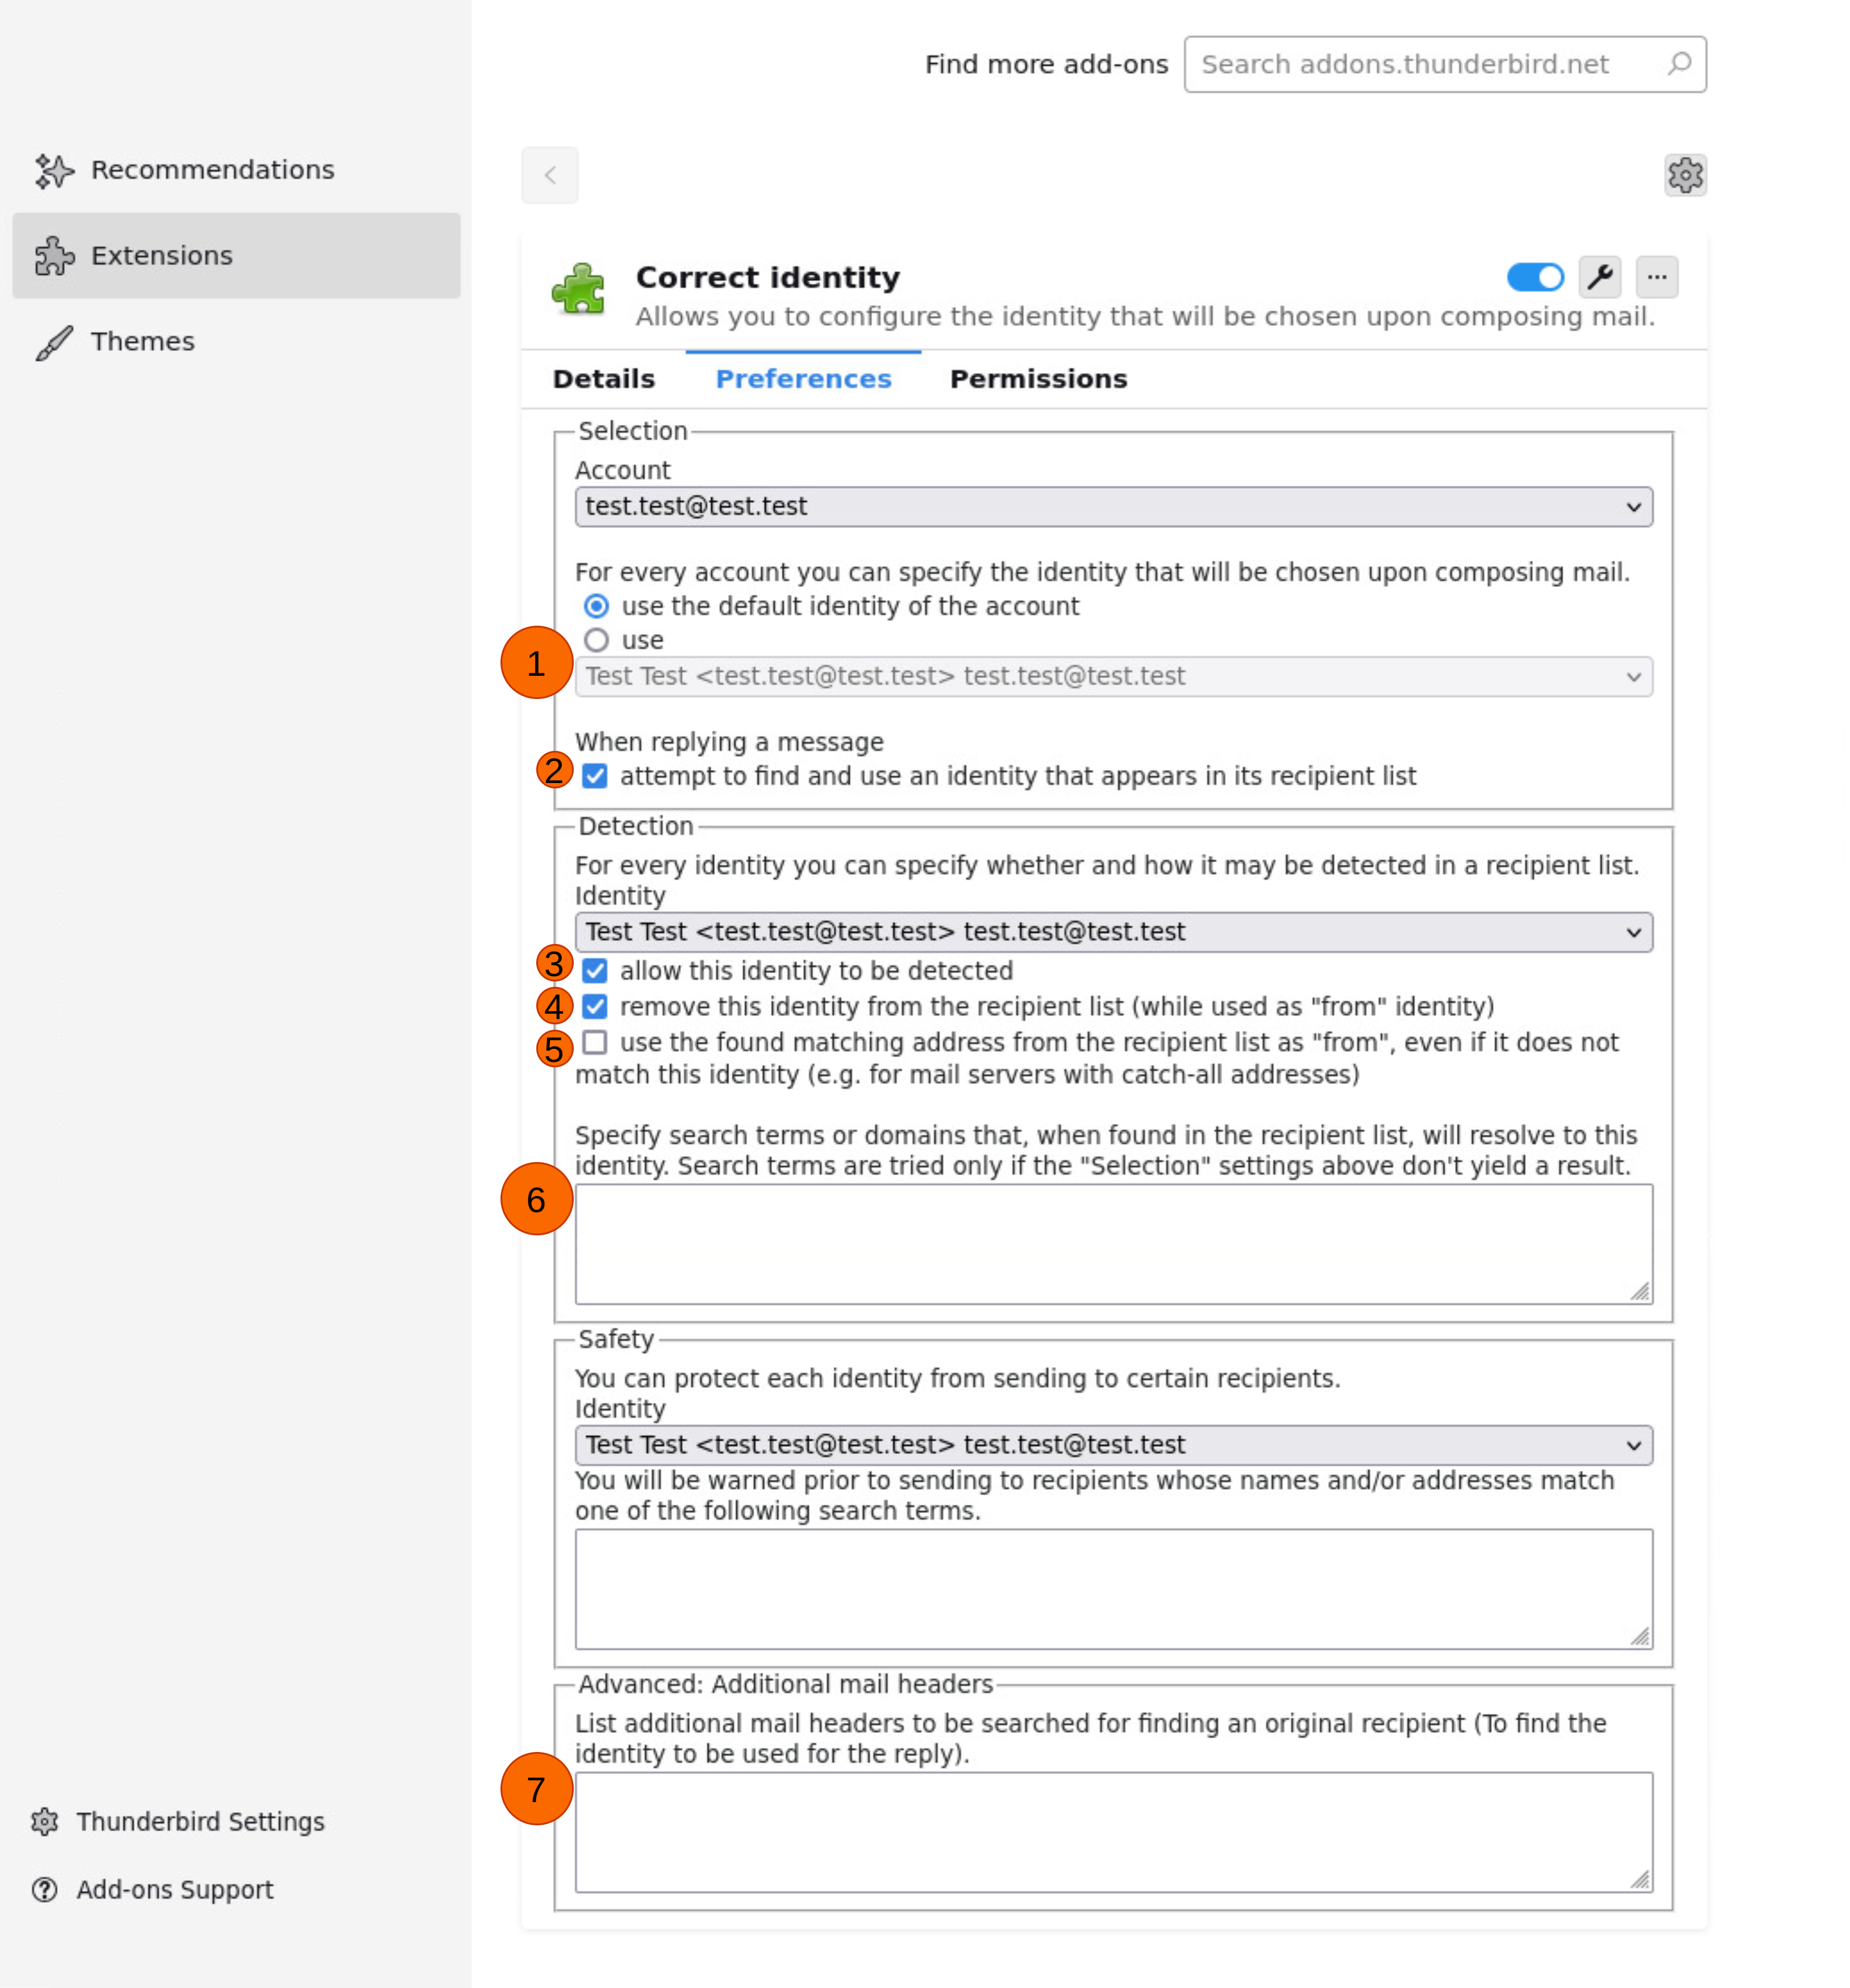 Find more add-ons
Search addons.thunderbird.net
Recommendations
Extensions
Themes
Correct identity
...
Allows you to configure the identity that will be chosen upon composing mail.
Details
Preferences
Permissions
Selection
Account
test.test@test.test
For every account you can specify the identity that will be chosen upon composing mail.
use the default identity of the account
use
1
Test Test <test.test@test.test> test.test@test.test
When replying a message
2
attempt to find and use an identity that appears in its recipient list
Detection
For every identity you can specify whether and how it may be detected in a recipient list.
Identity
Test Test <test.test@test.test> test.test@test.test
3
allow this identity to be detected
4
remove this identity from the recipient list (while used as "from" identity)
5
use the found matching address from the recipient list as "from", even if it does not
match this identity (e.g. for mail servers with catch-all addresses)
Specify search terms or domains that, when found in the recipient list, will resolve to this
identity. Search terms are tried only if the "Selection" settings above don't yield a result.
6
Safety
You can protect each identity from sending to certain recipients.
Identity
Test Test <test.test@test.test> test.test@test.test
You will be warned prior to sending to recipients whose names and/or addresses match
one of the following search terms.
Advanced: Additional mail headers
List additional mail headers to be searched for finding an original recipient (To find the
identity to be used for the reply).
7
Thunderbird Settings
Add-ons Support